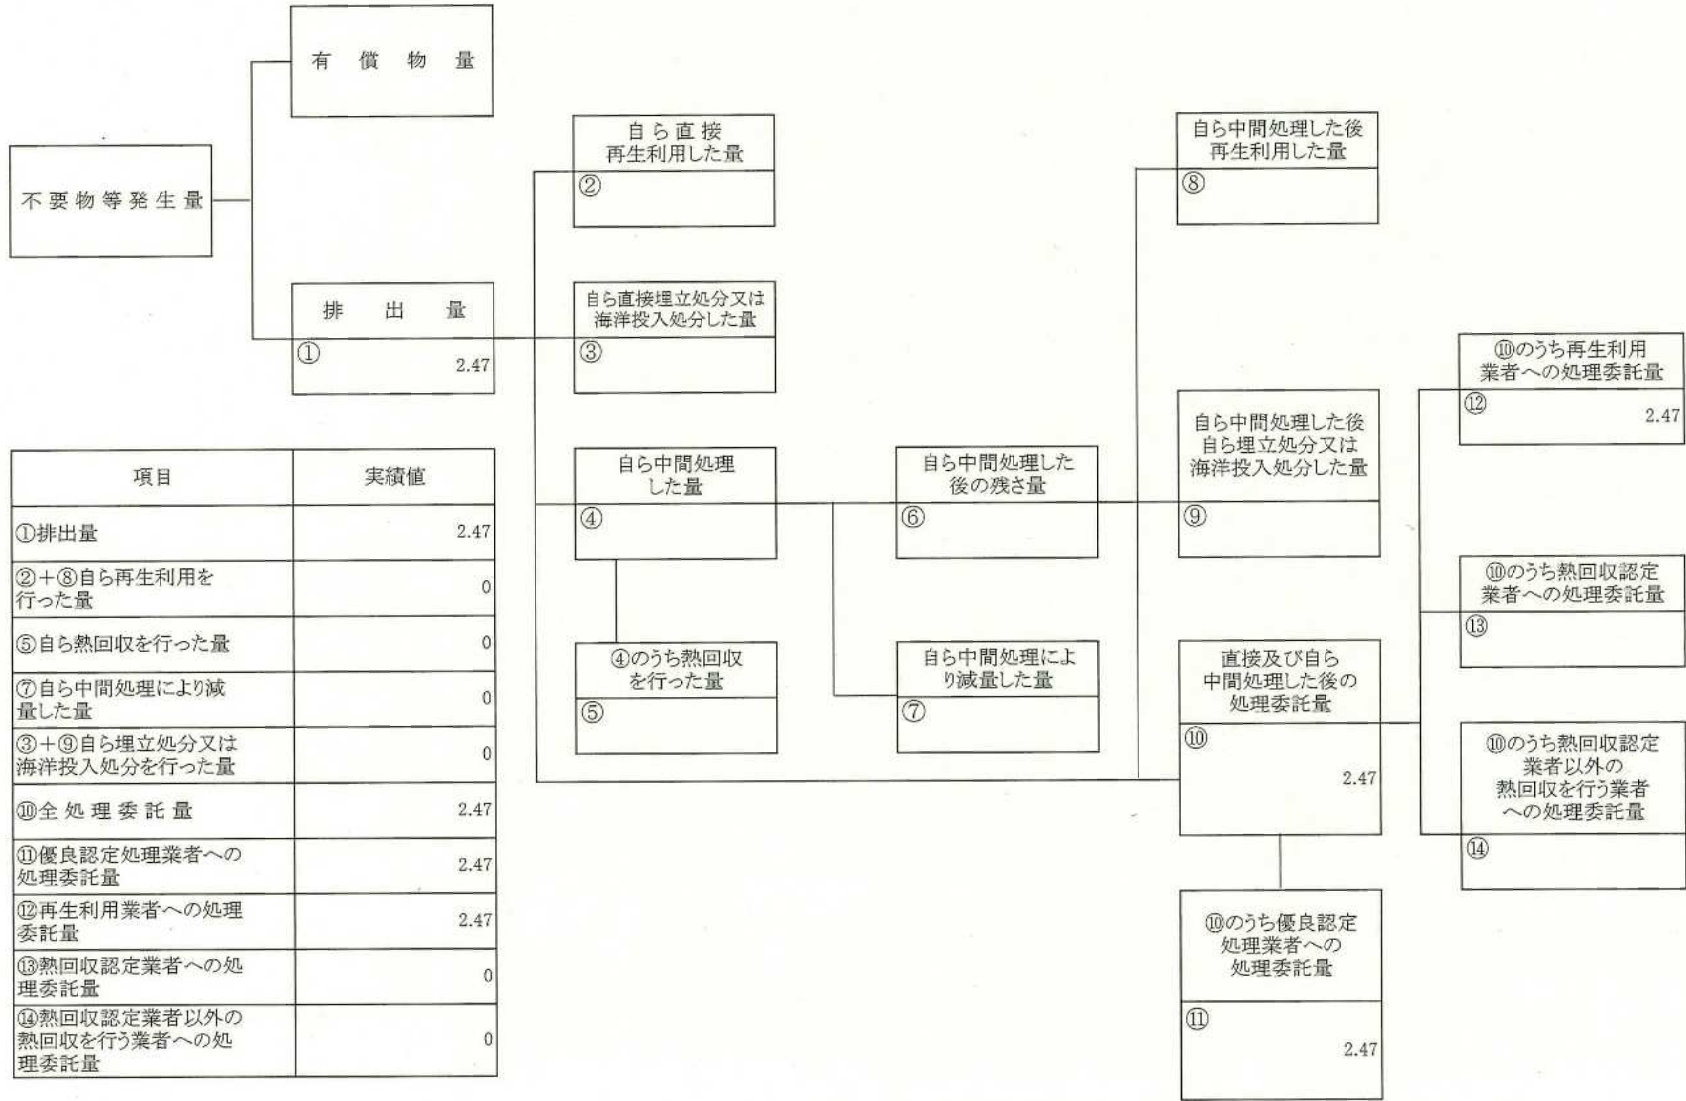 有償物量
不要物等発生量
排出量
①
2.47
自ら直接
再生利用した量
②
自ら直接埋立処分又は
海洋投入処分した量
③
自ら中間処理
した量
④
④のうち熱回収
を行った量
⑤
自ら中間処理した
後の残さ量
⑥
自ら中間処理によ
り減量した量
⑦
自ら中間処理した後
再生利用した量
⑧
自ら中間処理した後
自ら埋立処分又は
海洋投入処分した量
⑨
直接及び自ら
中間処理した後の
処理委託量
⑩
2.47
⑩のうち優良認定
処理業者への
処理委託量
⑪
2.47
⑩のうち再生利用
業者への処理委託量
⑫
2.47
⑩のうち熱回収認定
業者への処理委託量
⑬
⑩のうち熱回収認定
業者以外の
熱回収を行う業者
への処理委託量
⑭
項目 実績値
①排出量 2.47
②+⑧自ら再生利用を
行った量 0
⑤自ら熱回収を行った量 0
⑦自ら中間処理により減
量した量 0
③+⑨自ら埋立処分又は
海洋投入処分を行った量 0
⑩全処理委託量 2.47
⑪優良認定処理業者への
処理委託量 2.47
⑫再生利用業者への処理
委託量 2.47
⑬熱回収認定業者への処
理委託量 0
⑭熱回収認定業者以外の
熱回収を行う業者への処
理委託量 0